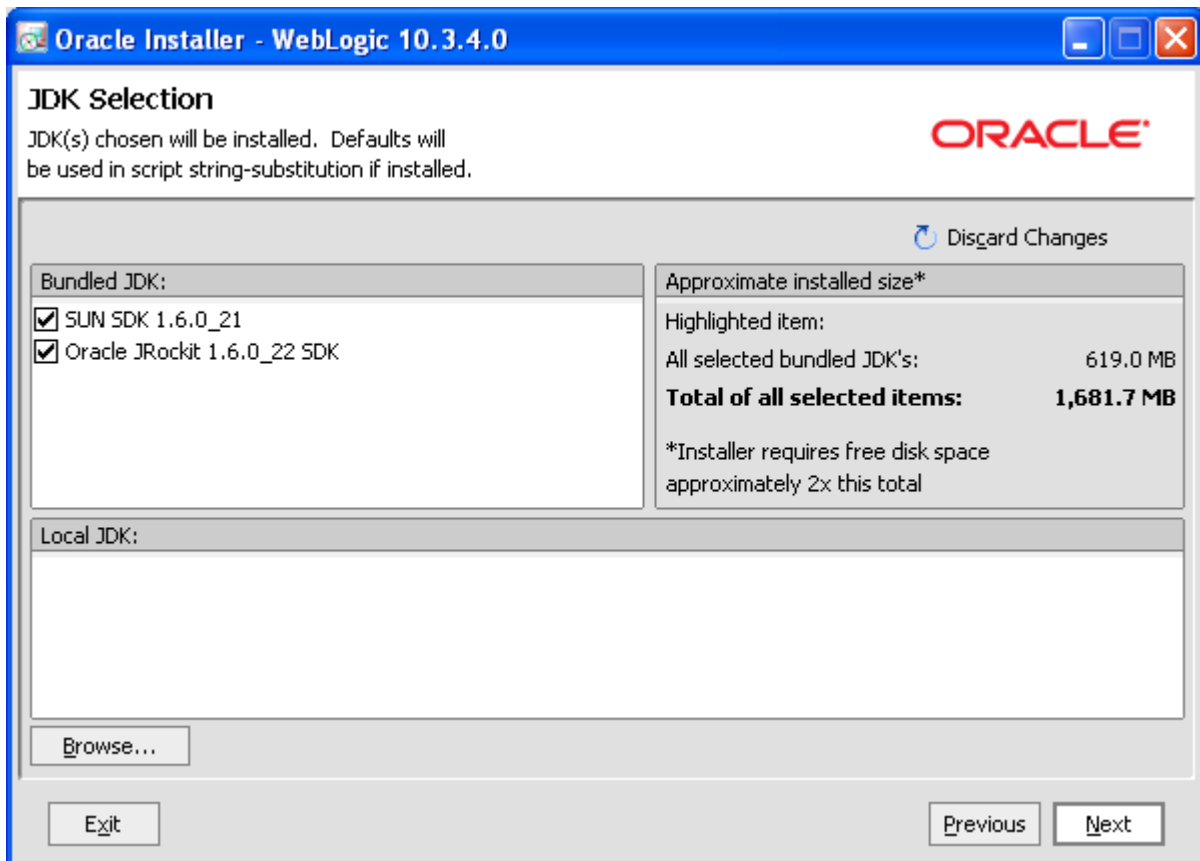 Oracle Installer - WebLogic 10.3.4.0
JDK Selection
JDK(s) chosen will be installed. Defaults will
be used in script string-substitution if installed.
ORACLE
Discard Changes
Bundled JDK:
SUN SDK 1.6.0_21
Oracle JRockit 1.6.0_22 SDK
Approximate installed size*
Highlighted item:
All selected bundled JDK's: 619.0 MB
Total of all selected items: 1,681.7 MB
*Installer requires free disk space
approximately 2x this total
Local JDK:
Browse...
Exit
Previous
Next